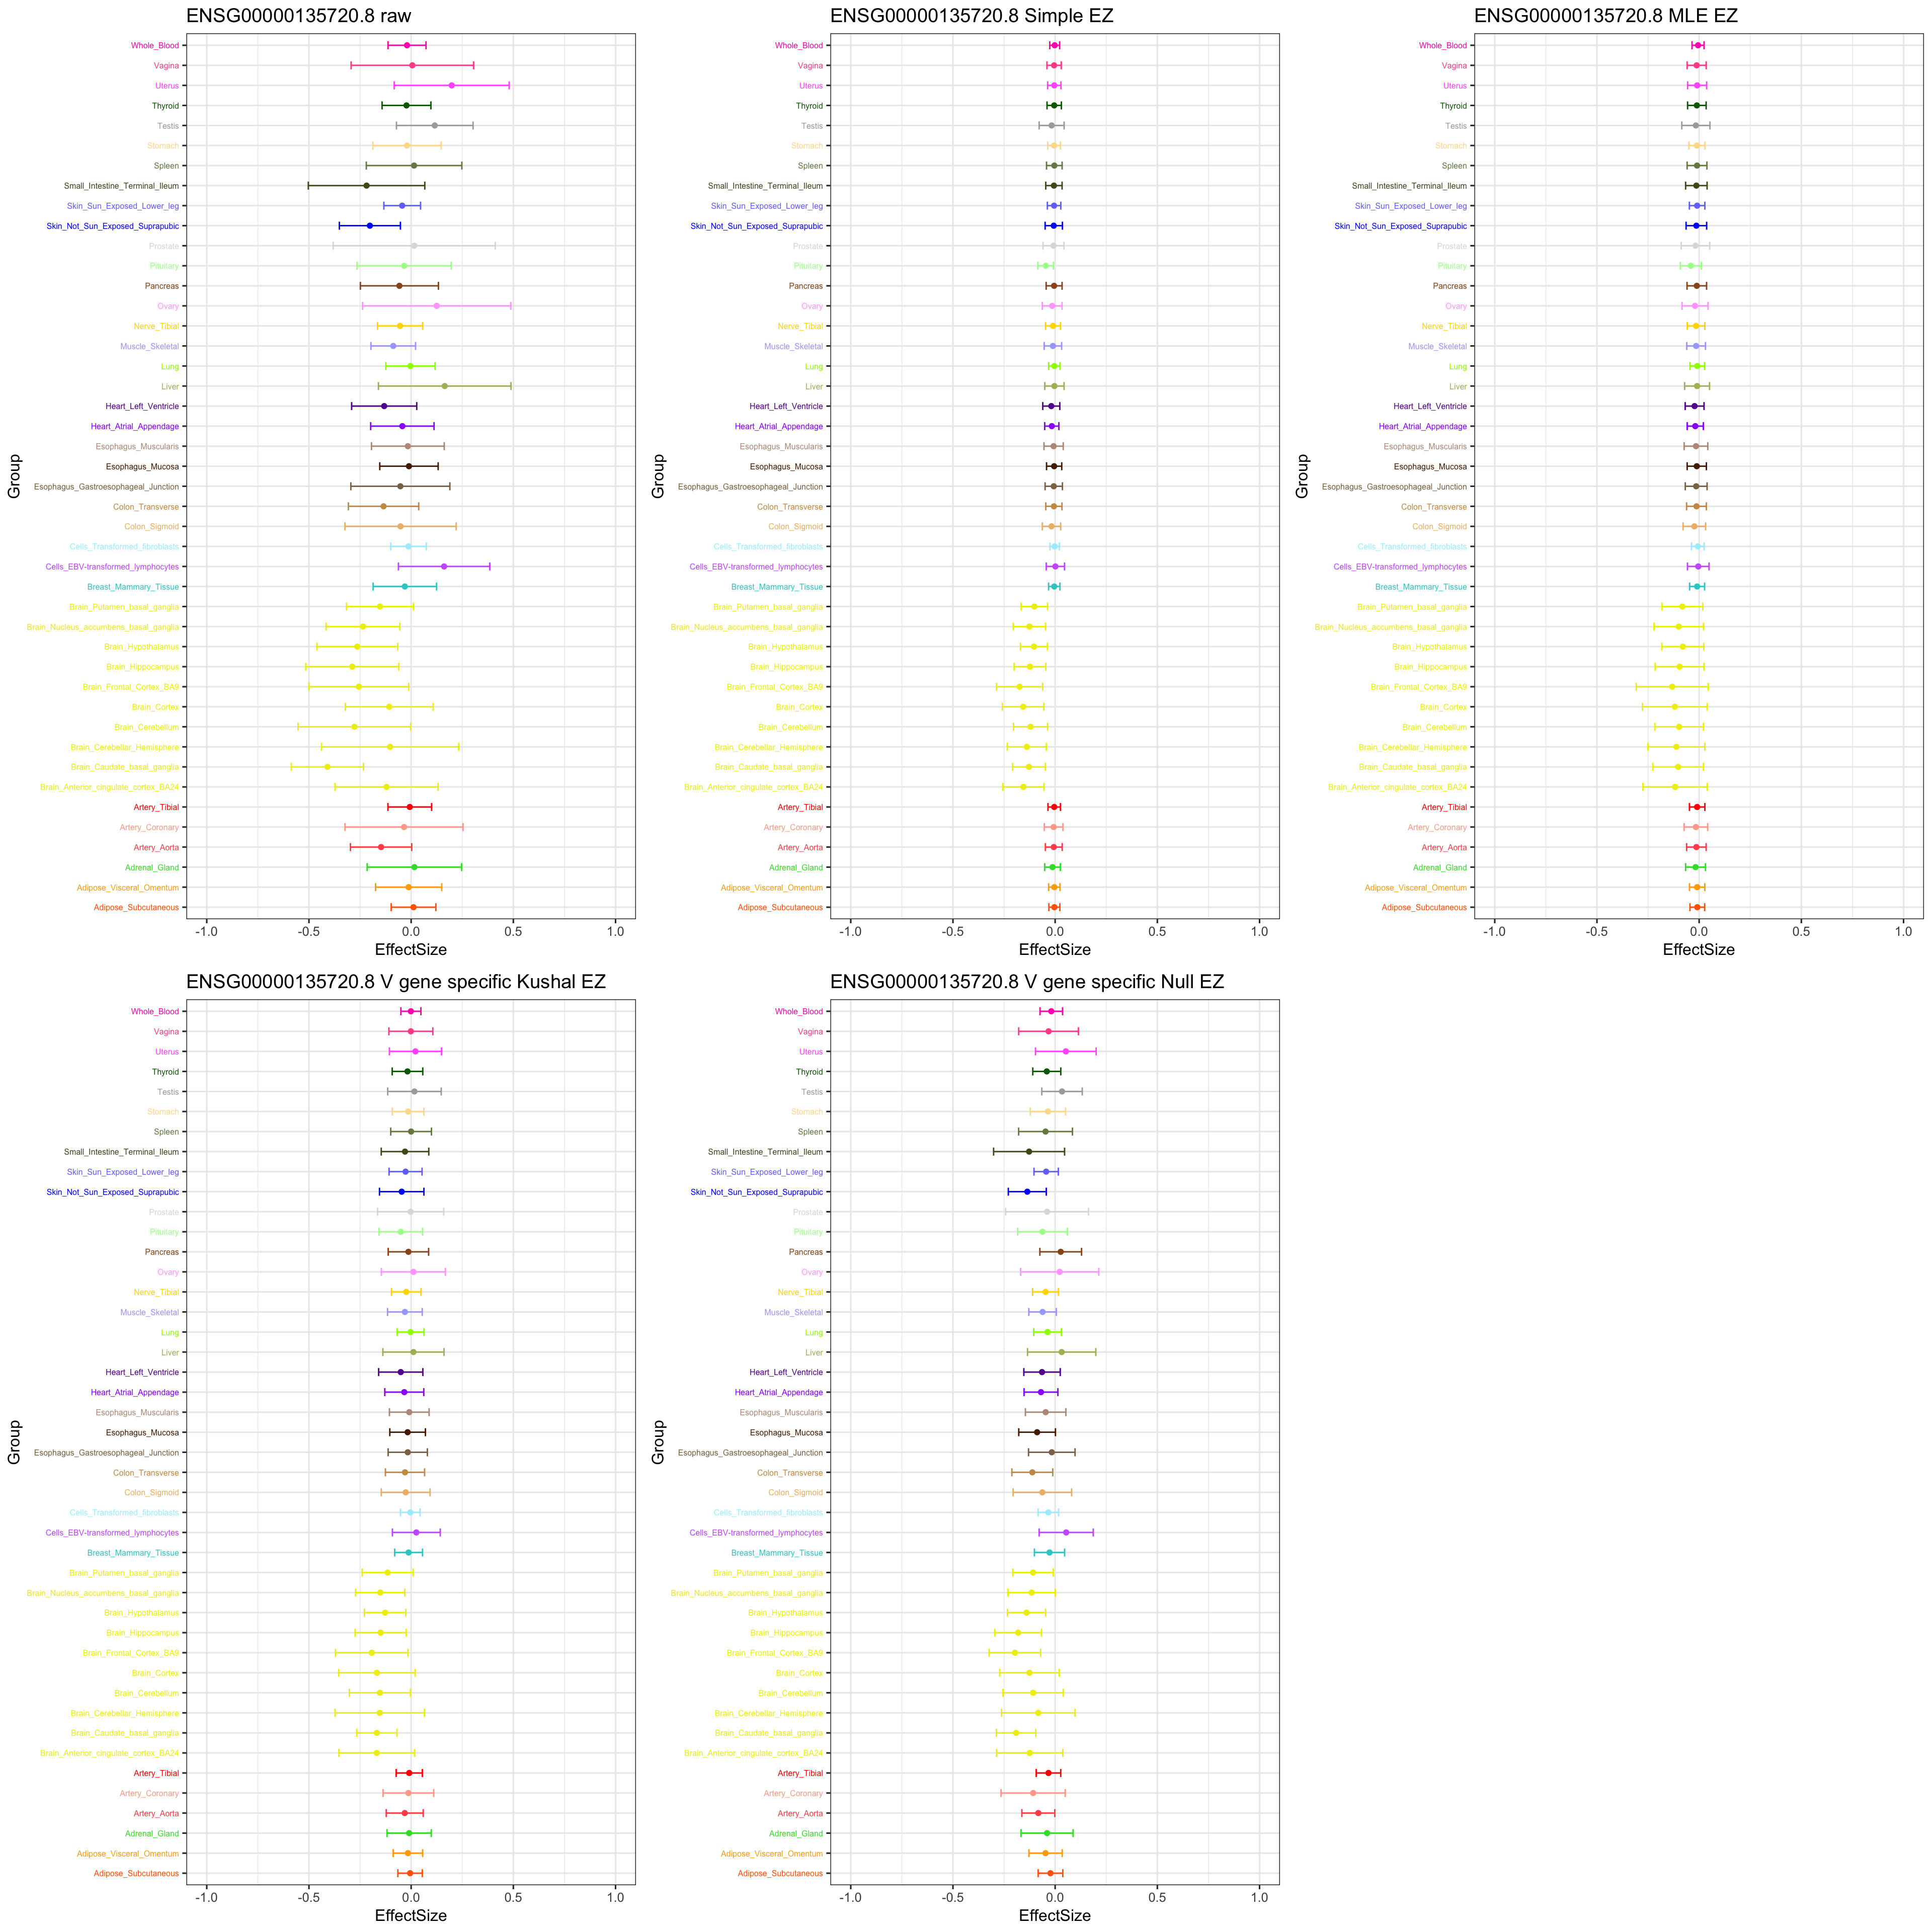 ENSG00000135720.8 raw
Whole_Blood
Vagina
Uterus
Thyroid
Testis
Stomach
Spleen
Small_Intestine_Terminal_Ileum
Skin_Sun_Exposed_Lower_leg
Skin_Not_Sun_Exposed_Suprapubic
Prostate
Pituitary
Pancreas
Ovary
Nerve_Tibial
Muscle_Skeletal
Lung
Liver
Heart_Left_Ventricle
Heart_Atrial_Appendage
Esophagus_Muscularis
Esophagus_Mucosa
Esophagus_Gastroesophageal_Junction
Colon_Transverse
Colon_Sigmoid
Cells_Transformed_fibroblasts
Cells_EBV-transformed_lymphocytes
Breast_Mammary_Tissue
Brain_Putamen_basal_ganglia
Brain_Nucleus_accumbens_basal_ganglia
Brain_Hypothalamus
Brain_Hippocampus
Brain_Frontal_Cortex_BA9
Brain_Cortex
Brain_Cerebellum
Brain_Cerebellar_Hemisphere
Brain_Caudate_basal_ganglia
Brain_Anterior_cingulate_cortex_BA24
Artery_Tibial
Artery_Coronary
Artery_Aorta
Adrenal_Gland
Adipose_Visceral_Omentum
Adipose_Subcutaneous
Group
-1.0 -0.5 0.0 0.5 1.0
EffectSize
ENSG00000135720.8 Simple EZ
Whole_Blood
Vagina
Uterus
Thyroid
Testis
Stomach
Spleen
Small_Intestine_Terminal_Ileum
Skin_Sun_Exposed_Lower_leg
Skin_Not_Sun_Exposed_Suprapubic
Prostate
Pituitary
Pancreas
Ovary
Nerve_Tibial
Muscle_Skeletal
Lung
Liver
Heart_Left_Ventricle
Heart_Atrial_Appendage
Esophagus_Muscularis
Esophagus_Mucosa
Esophagus_Gastroesophageal_Junction
Colon_Transverse
Colon_Sigmoid
Cells_Transformed_fibroblasts
Cells_EBV-transformed_lymphocytes
Breast_Mammary_Tissue
Brain_Putamen_basal_ganglia
Brain_Nucleus_accumbens_basal_ganglia
Brain_Hypothalamus
Brain_Hippocampus
Brain_Frontal_Cortex_BA9
Brain_Cortex
Brain_Cerebellum
Brain_Cerebellar_Hemisphere
Brain_Caudate_basal_ganglia
Brain_Anterior_cingulate_cortex_BA24
Artery_Tibial
Artery_Coronary
Artery_Aorta
Adrenal_Gland
Adipose_Visceral_Omentum
Adipose_Subcutaneous
Group
-1.0 -0.5 0.0 0.5 1.0
EffectSize
ENSG00000135720.8 MLE EZ
Whole_Blood
Vagina
Uterus
Thyroid
Testis
Stomach
Spleen
Small_Intestine_Terminal_Ileum
Skin_Sun_Exposed_Lower_leg
Skin_Not_Sun_Exposed_Suprapubic
Prostate
Pituitary
Pancreas
Ovary
Nerve_Tibial
Muscle_Skeletal
Lung
Liver
Heart_Left_Ventricle
Heart_Atrial_Appendage
Esophagus_Muscularis
Esophagus_Mucosa
Esophagus_Gastroesophageal_Junction
Colon_Transverse
Colon_Sigmoid
Cells_Transformed_fibroblasts
Cells_EBV-transformed_lymphocytes
Breast_Mammary_Tissue
Brain_Putamen_basal_ganglia
Brain_Nucleus_accumbens_basal_ganglia
Brain_Hypothalamus
Brain_Hippocampus
Brain_Frontal_Cortex_BA9
Brain_Cortex
Brain_Cerebellum
Brain_Cerebellar_Hemisphere
Brain_Caudate_basal_ganglia
Brain_Anterior_cingulate_cortex_BA24
Artery_Tibial
Artery_Coronary
Artery_Aorta
Adrenal_Gland
Adipose_Visceral_Omentum
Adipose_Subcutaneous
Group
-1.0 -0.5 0.0 0.5 1.0
EffectSize
ENSG00000135720.8 V gene specific Kushal EZ
Whole_Blood
Vagina
Uterus
Thyroid
Testis
Stomach
Spleen
Small_Intestine_Terminal_Ileum
Skin_Sun_Exposed_Lower_leg
Skin_Not_Sun_Exposed_Suprapubic
Prostate
Pituitary
Pancreas
Ovary
Nerve_Tibial
Muscle_Skeletal
Lung
Liver
Heart_Left_Ventricle
Heart_Atrial_Appendage
Esophagus_Muscularis
Esophagus_Mucosa
Esophagus_Gastroesophageal_Junction
Colon_Transverse
Colon_Sigmoid
Cells_Transformed_fibroblasts
Cells_EBV-transformed_lymphocytes
Breast_Mammary_Tissue
Brain_Putamen_basal_ganglia
Brain_Nucleus_accumbens_basal_ganglia
Brain_Hypothalamus
Brain_Hippocampus
Brain_Frontal_Cortex_BA9
Brain_Cortex
Brain_Cerebellum
Brain_Cerebellar_Hemisphere
Brain_Caudate_basal_ganglia
Brain_Anterior_cingulate_cortex_BA24
Artery_Tibial
Artery_Coronary
Artery_Aorta
Adrenal_Gland
Adipose_Visceral_Omentum
Adipose_Subcutaneous
Group
-1.0 -0.5 0.0 0.5 1.0
EffectSize
ENSG00000135720.8 V gene specific Null EZ
Whole_Blood
Vagina
Uterus
Thyroid
Testis
Stomach
Spleen
Small_Intestine_Terminal_Ileum
Skin_Sun_Exposed_Lower_leg
Skin_Not_Sun_Exposed_Suprapubic
Prostate
Pituitary
Pancreas
Ovary
Nerve_Tibial
Muscle_Skeletal
Lung
Liver
Heart_Left_Ventricle
Heart_Atrial_Appendage
Esophagus_Muscularis
Esophagus_Mucosa
Esophagus_Gastroesophageal_Junction
Colon_Transverse
Colon_Sigmoid
Cells_Transformed_fibroblasts
Cells_EBV-transformed_lymphocytes
Breast_Mammary_Tissue
Brain_Putamen_basal_ganglia
Brain_Nucleus_accumbens_basal_ganglia
Brain_Hypothalamus
Brain_Hippocampus
Brain_Frontal_Cortex_BA9
Brain_Cortex
Brain_Cerebellum
Brain_Cerebellar_Hemisphere
Brain_Caudate_basal_ganglia
Brain_Anterior_cingulate_cortex_BA24
Artery_Tibial
Artery_Coronary
Artery_Aorta
Adrenal_Gland
Adipose_Visceral_Omentum
Adipose_Subcutaneous
Group
-1.0 -0.5 0.0 0.5 1.0
EffectSize